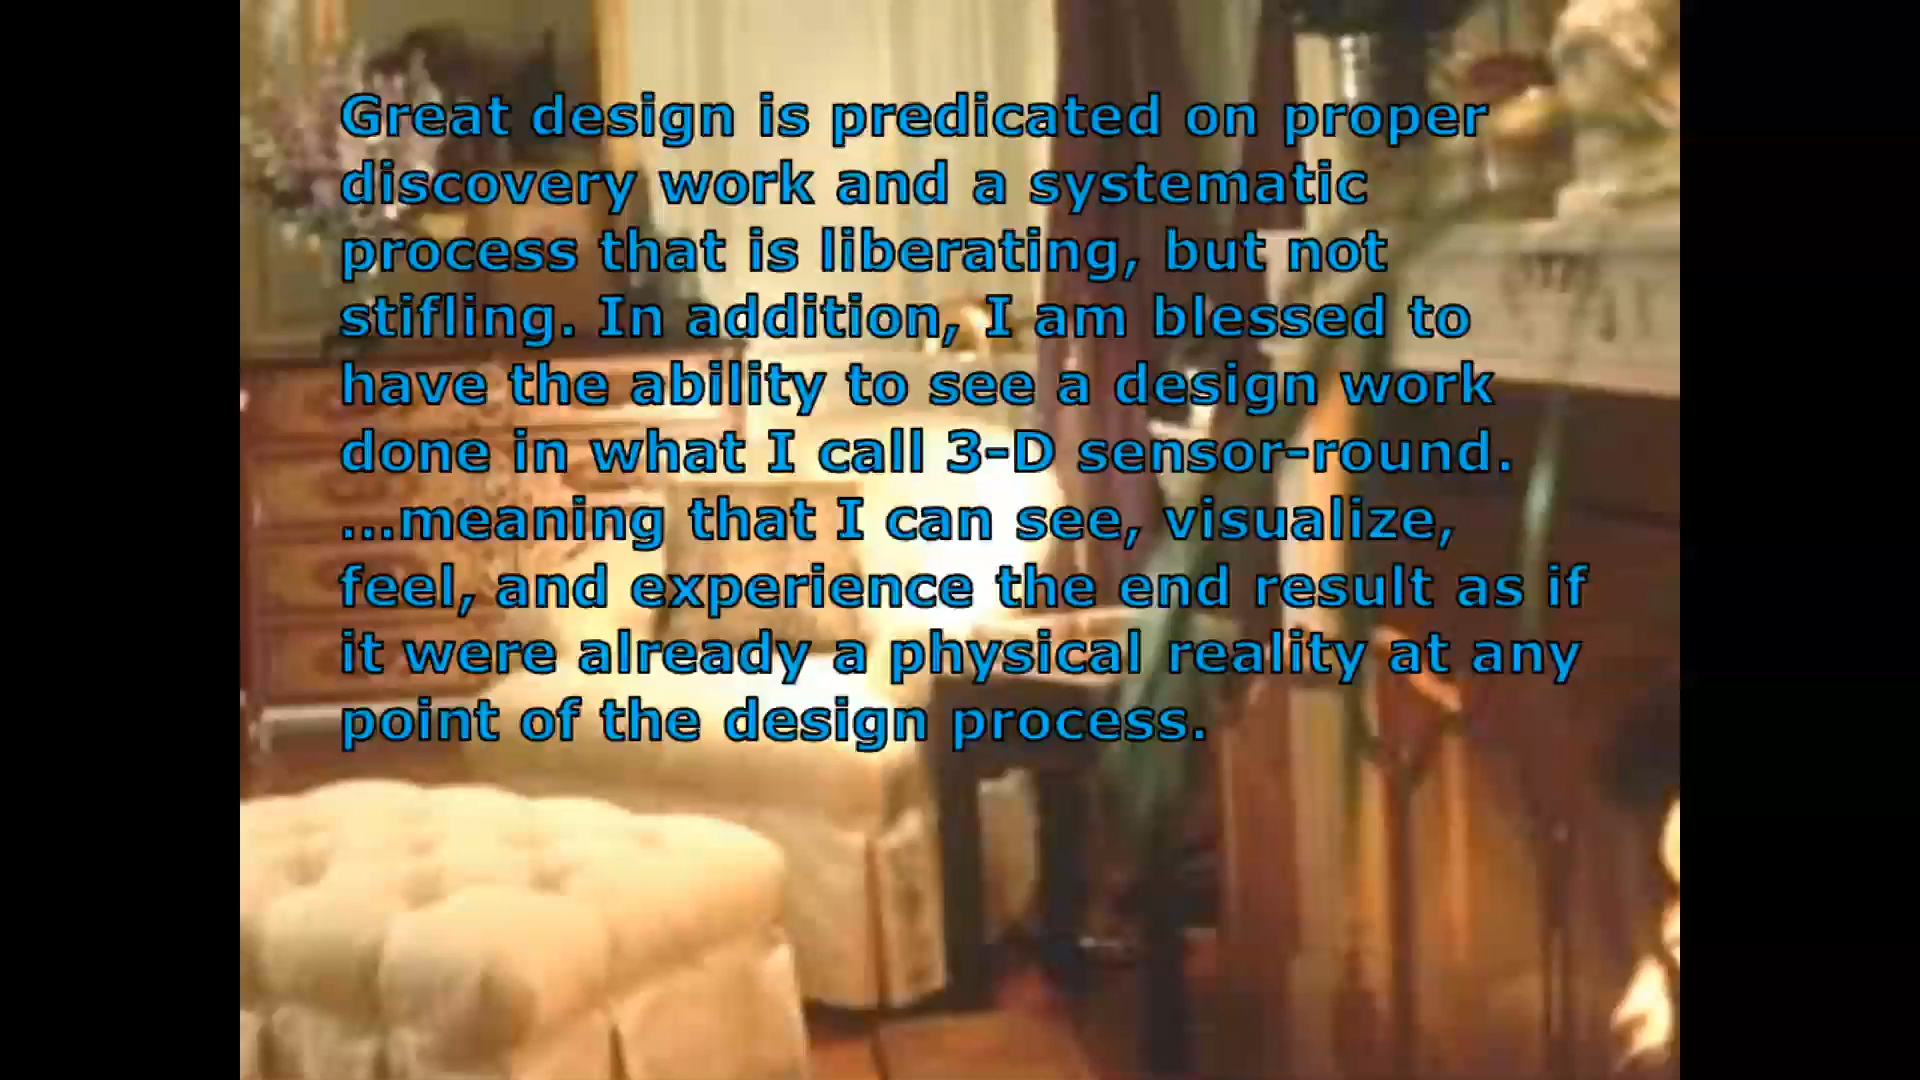 Great design is predicated on proper
discovery work and a systematic
process that is liberating, but not
stifling. In addition, I am blessed to
have the ability to see a design work
done in what I call 3-D sensor-round.
...meaning that I can see, visualize,
feel, and experience the end result as if
it were already a physical reality at any
point of the design process.